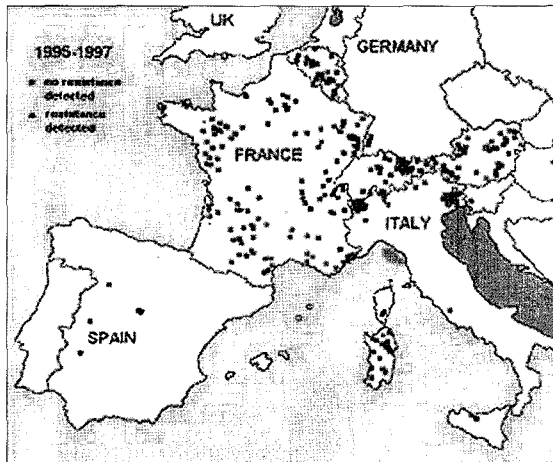 UK
GERMANY
1995-1997
no resistance
detected
resistance
detected
FRANCE
ITALY
SPAIN